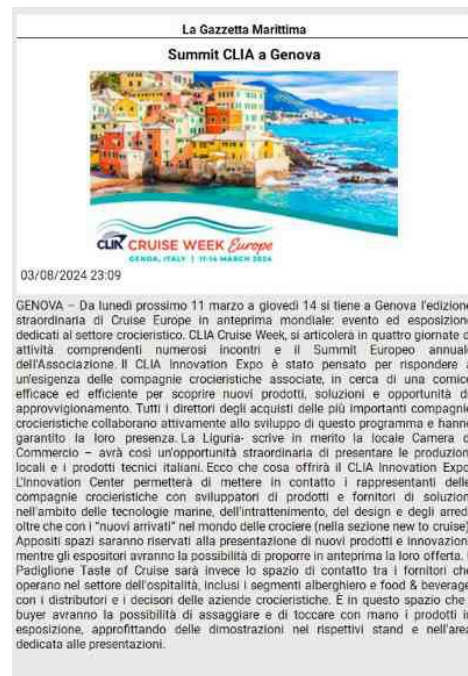 La Gazzetta Marittima
Summit CLIA a Genova
CLIA CRUISE WEEK Europe
GENOA, ITALY | 11-14 MARCH 2024
03/08/2024 23:09
GENOVA – Da lunedì prossimo 11 marzo a giovedì 14 si tiene a Genova l'edizione
straordinaria di Cruise Europe in anteprima mondiale: evento ed esposizione
dedicati al settore crocieristico. CLIA Cruise Week, si articolerà in quattro giornate d
attività comprendenti numerosi incontri e il Summit Europeo annuale
dell'Associazione. Il CLIA Innovation Expo è stato pensato per rispondere a
un'esigenza delle compagnie crocieristiche associate, in cerca di una cornic
efficace ed efficiente per scoprire nuovi prodotti, soluzioni e opportunità d
approvvigionamento. Tutti i direttori degli acquisti delle più importanti compagnie
crocieristiche collaborano attivamente allo sviluppo di questo programma e hanno
garantito la loro presenza. La Liguria- scrive in merito la locale Camera d
Commercio – avrà così un'opportunità straordinaria di presentare le produzion
locali e i prodotti tecnici italiani. Ecco che cosa offrirà il CLIA Innovation Expo
L'Innovation Center permetterà di mettere in contatto i rappresentanti delle
compagnie crocieristiche con sviluppatori di prodotti e fornitori di soluzion
nell'ambito delle tecnologie marine, dell'intrattenimento, del design e degli arred
oltre che con i "nuovi arrivati" nel mondo delle crociere (nella sezione new to cruise)
Appositi spazi saranno riservati alla presentazione di nuovi prodotti e Innovazion
mentre gli espositori avranno la possibilità di proporre in anteprima la loro offerta. I
Padiglione Taste of Cruise sarà invece lo spazio di contatto tra i fornitori che
operano nel settore dell'ospitalità, inclusi i segmenti alberghiero e food & beverage
con i distributori e i decisori delle aziende crocieristiche. È in questo spazio che
buyer avranno la possibilità di assaggiare e di toccare con mano i prodotti in
esposizione, approfittando delle dimostrazioni nei rispettivi stand e nell'area
dedicata alle presentazioni.